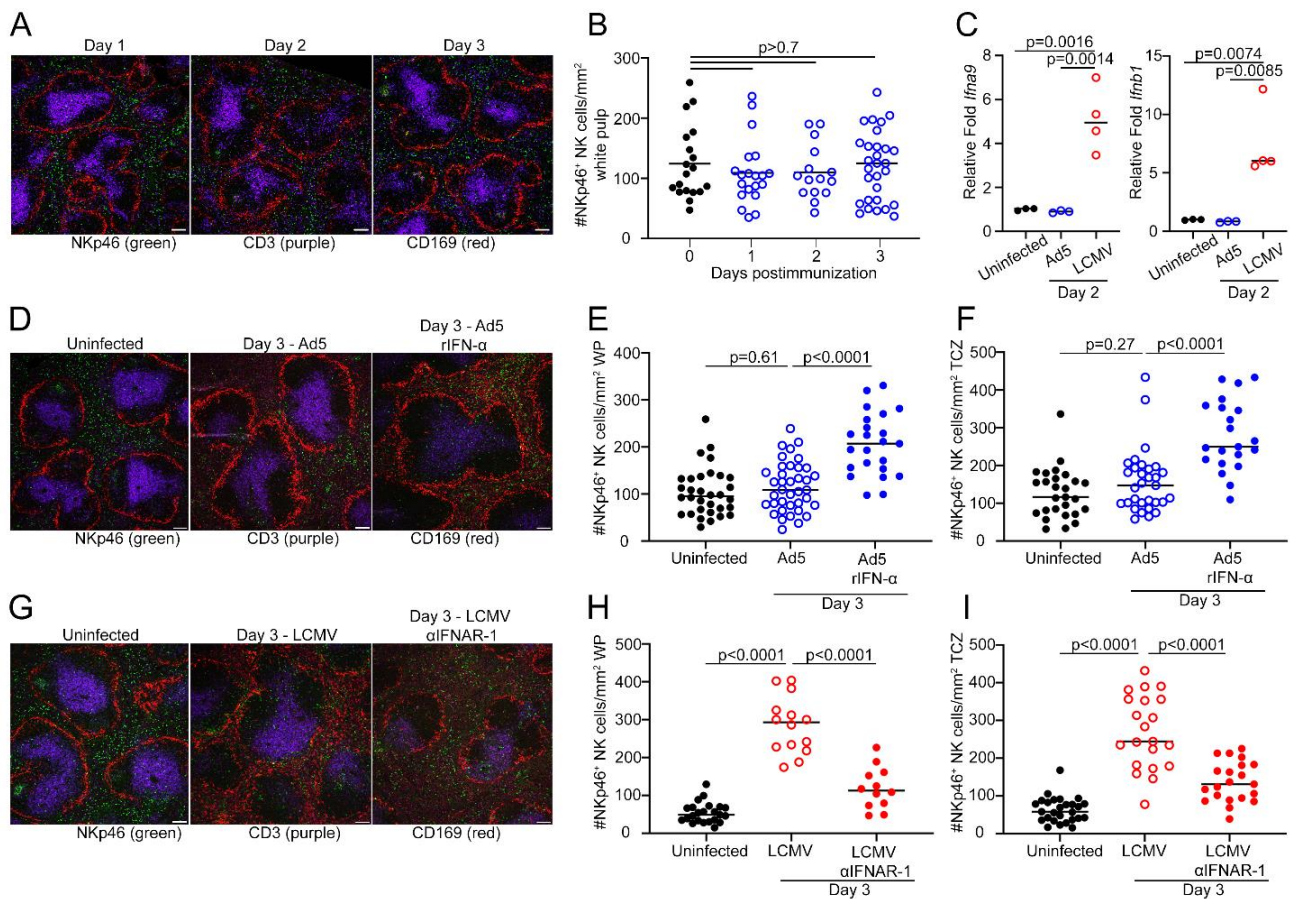 A
Day 1
Day 2
Day 3
NKp46 (green)
CD3 (purple)
CD169 (red)
B
p>0.7
#NKp46⁺ NK cells/mm²
white pulp
300
200
100
0
0
1
2
3
Days postimmunization
C
p=0.0016
p=0.0014
Relative Fold Ifna9
8
6
4
2
0
Uninfected
Ad5
LCMV
Day 2
p=0.0074
p=0.0085
Relative Fold Ifnb1
15
10
5
0
Uninfected
Ad5
LCMV
Day 2
D
Uninfected
Day 3 - Ad5
Day 3 - Ad5
rIFN-α
NKp46 (green)
CD3 (purple)
CD169 (red)
E
p=0.61
p<0.0001
#NKp46⁺ NK cells/mm² WP
400
300
200
100
0
Uninfected
Ad5
Ad5
rIFN-α
Day 3
F
p=0.27
p<0.0001
#NKp46⁺ NK cells/mm² TCZ
500
400
300
200
100
0
Uninfected
Ad5
Ad5
rIFN-α
Day 3
G
Uninfected
Day 3 - LCMV
Day 3 - LCMV
αIFNAR-1
NKp46 (green)
CD3 (purple)
CD169 (red)
H
p<0.0001
p<0.0001
#NKp46⁺ NK cells/mm² WP
500
400
300
200
100
0
Uninfected
LCMV
LCMV
αIFNAR-1
Day 3
I
p<0.0001
p<0.0001
#NKp46⁺ NK cells/mm² TCZ
500
400
300
200
100
0
Uninfected
LCMV
LCMV
αIFNAR-1
Day 3